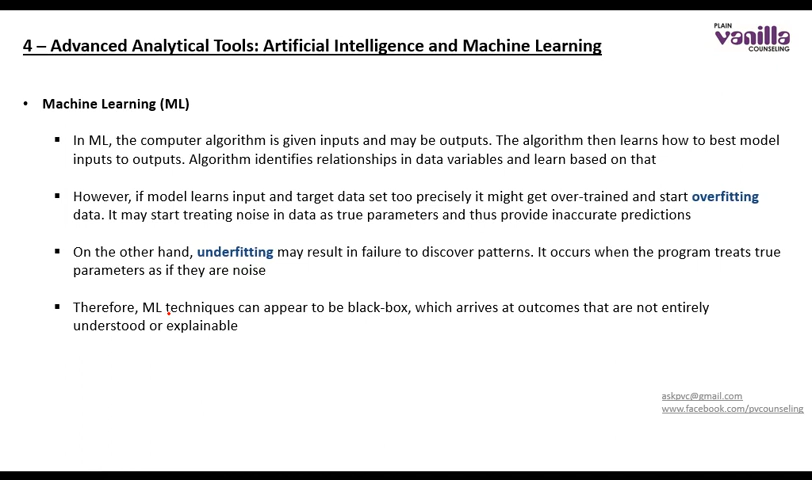 PLAIN
vanilla
COUNSELING
4 – Advanced Analytical Tools: Artificial Intelligence and Machine Learning
• Machine Learning (ML)
▪ In ML, the computer algorithm is given inputs and may be outputs. The algorithm then learns how to best model
inputs to outputs. Algorithm identifies relationships in data variables and learn based on that
▪ However, if model learns input and target data set too precisely it might get over-trained and start overfitting
data. It may start treating noise in data as true parameters and thus provide inaccurate predictions
▪ On the other hand, underfitting may result in failure to discover patterns. It occurs when the program treats true
parameters as if they are noise
▪ Therefore, ML techniques can appear to be black-box, which arrives at outcomes that are not entirely
understood or explainable
askpvc@gmail.com
www.facebook.com/pvcounseling